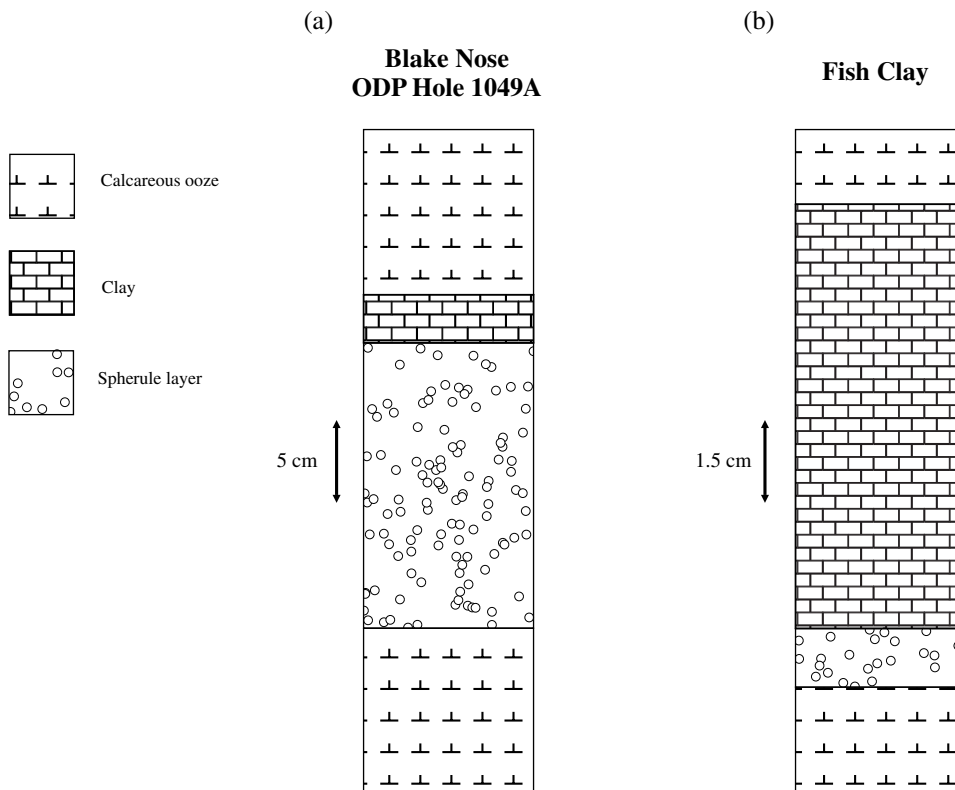 (a)
Blake Nose
ODP Hole 1049A
(b)
Fish Clay
Calcareous ooze
Clay
Spherule layer
5 cm
1.5 cm